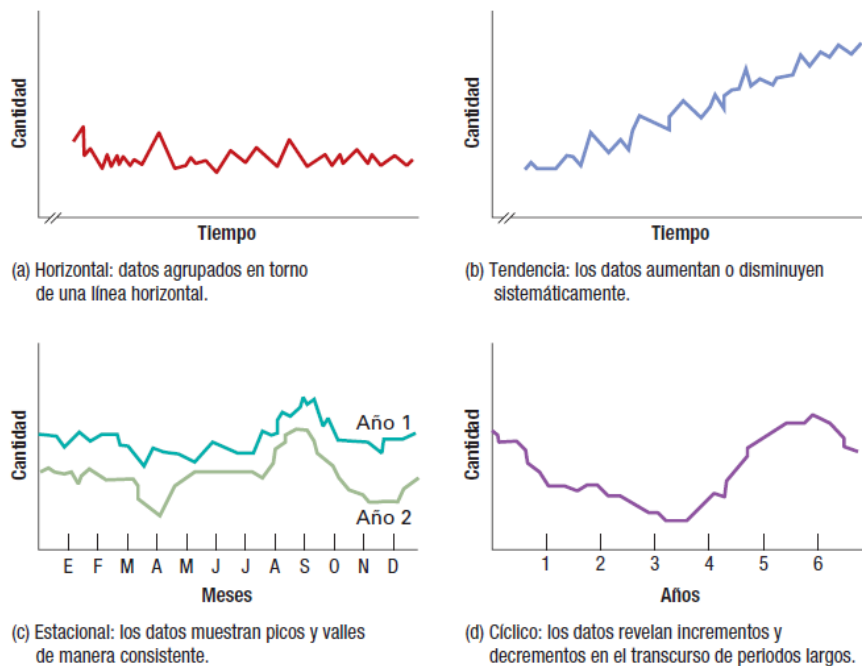 Cantidad
Tiempo
(a) Horizontal: datos agrupados en torno
de una línea horizontal.
Cantidad
Tiempo
(b) Tendencia: los datos aumentan o disminuyen
sistemáticamente.
Cantidad
Año 1
Año 2
E F M A M J J A S O N D
Meses
(c) Estacional: los datos muestran picos y valles
de manera consistente.
Cantidad
1 2 3 4 5 6
Años
(d) Cíclico: los datos revelan incrementos y
decrementos en el transcurso de periodos largos.